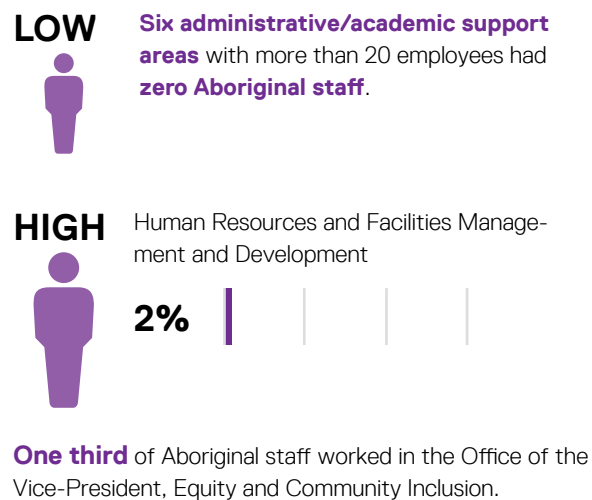 LOW
Six administrative/academic support
areas with more than 20 employees had
zero Aboriginal staff.
HIGH
Human Resources and Facilities Manage-
ment and Development
2%
One third of Aboriginal staff worked in the Office of the
Vice-President, Equity and Community Inclusion.